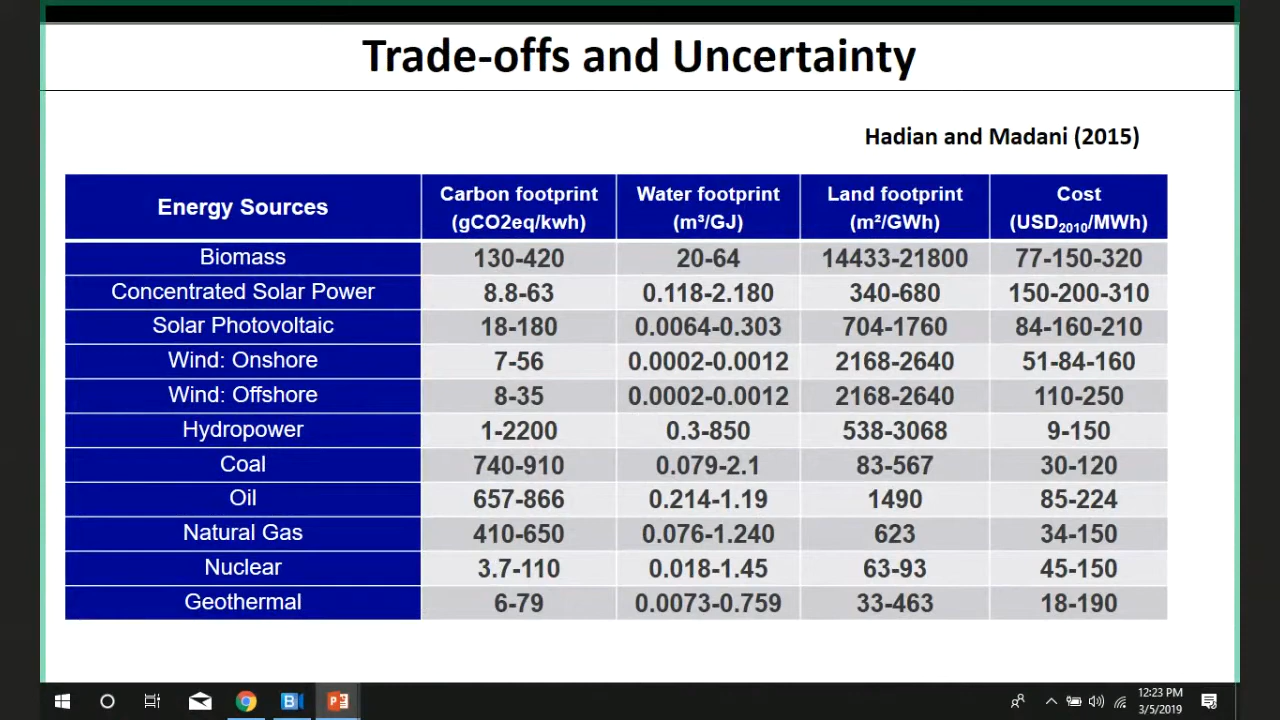 Trade-offs and Uncertainty
Hadian and Madani (2015)
Energy Sources Carbon footprint (gCO2eq/kwh) Water footprint (m³/GJ) Land footprint (m²/GWh) Cost (USD2010/MWh)
Biomass 130-420 20-64 14433-21800 77-150-320
Concentrated Solar Power 8.8-63 0.118-2.180 340-680 150-200-310
Solar Photovoltaic 18-180 0.0064-0.303 704-1760 84-160-210
Wind: Onshore 7-56 0.0002-0.0012 2168-2640 51-84-160
Wind: Offshore 8-35 0.0002-0.0012 2168-2640 110-250
Hydropower 1-2200 0.3-850 538-3068 9-150
Coal 740-910 0.079-2.1 83-567 30-120
Oil 657-866 0.214-1.19 1490 85-224
Natural Gas 410-650 0.076-1.240 623 34-150
Nuclear 3.7-110 0.018-1.45 63-93 45-150
Geothermal 6-79 0.0073-0.759 33-463 18-190
12:23 PM
3/5/2019